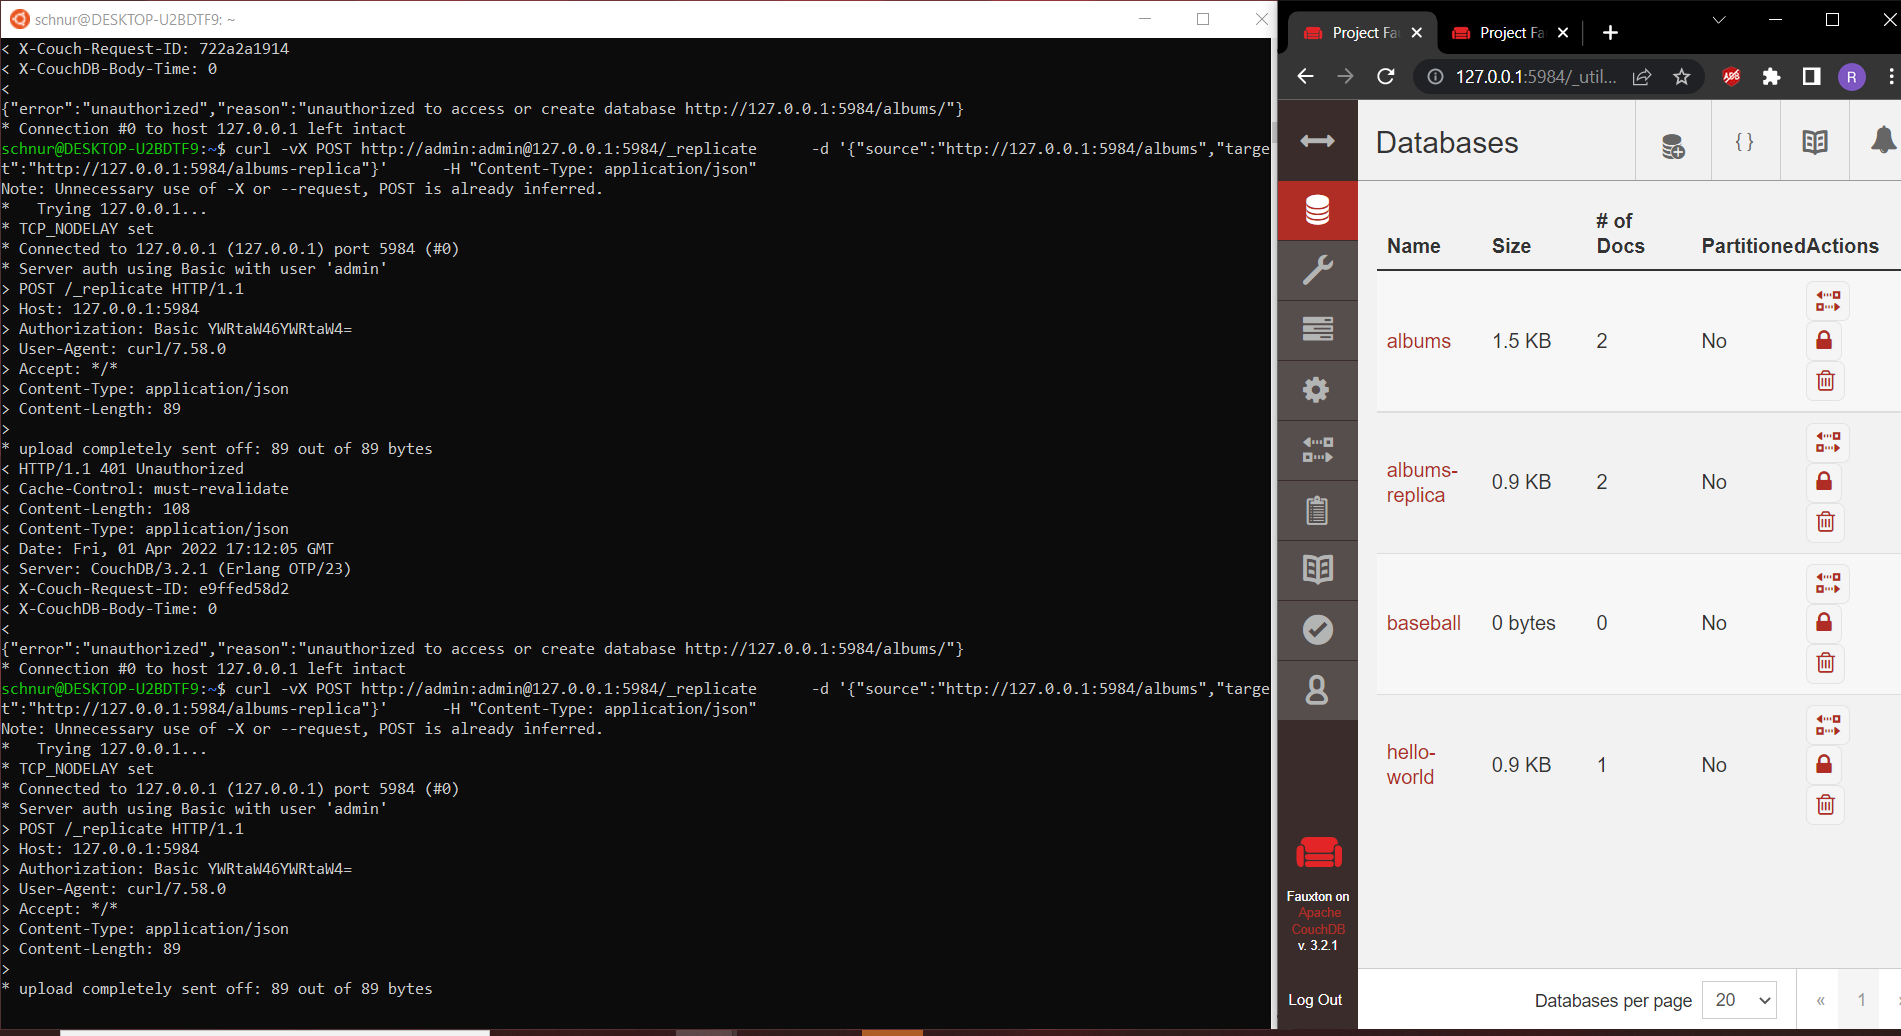 schnur@DESKTOP-U2BDTF9: ~
< X-Couch-Request-ID: 722a2a1914
< X-CouchDB-Body-Time: 0
<
{"error":"unauthorized","reason":"unauthorized to access or create database http://127.0.0.1:5984/albums/"}
* Connection #0 to host 127.0.0.1 left intact
schnur@DESKTOP-U2BDTF9:~$ curl -vX POST http://admin:admin@127.0.0.1:5984/_replicate      -d '{"source":"http://127.0.0.1:5984/albums","targe
t":"http://127.0.0.1:5984/albums-replica"}'      -H "Content-Type: application/json"
Note: Unnecessary use of -X or --request, POST is already inferred.
*   Trying 127.0.0.1...
* TCP_NODELAY set
* Connected to 127.0.0.1 (127.0.0.1) port 5984 (#0)
* Server auth using Basic with user 'admin'
> POST /_replicate HTTP/1.1
> Host: 127.0.0.1:5984
> Authorization: Basic YWRtaW46YWRtaW4=
> User-Agent: curl/7.58.0
> Accept: */*
> Content-Type: application/json
> Content-Length: 89
>
* upload completely sent off: 89 out of 89 bytes
< HTTP/1.1 401 Unauthorized
< Cache-Control: must-revalidate
< Content-Length: 108
< Content-Type: application/json
< Date: Fri, 01 Apr 2022 17:12:05 GMT
< Server: CouchDB/3.2.1 (Erlang OTP/23)
< X-Couch-Request-ID: e9ffed58d2
< X-CouchDB-Body-Time: 0
<
{"error":"unauthorized","reason":"unauthorized to access or create database http://127.0.0.1:5984/albums/"}
* Connection #0 to host 127.0.0.1 left intact
schnur@DESKTOP-U2BDTF9:~$ curl -vX POST http://admin:admin@127.0.0.1:5984/_replicate      -d '{"source":"http://127.0.0.1:5984/albums","targe
t":"http://127.0.0.1:5984/albums-replica"}'      -H "Content-Type: application/json"
Note: Unnecessary use of -X or --request, POST is already inferred.
*   Trying 127.0.0.1...
* TCP_NODELAY set
* Connected to 127.0.0.1 (127.0.0.1) port 5984 (#0)
* Server auth using Basic with user 'admin'
> POST /_replicate HTTP/1.1
> Host: 127.0.0.1:5984
> Authorization: Basic YWRtaW46YWRtaW4=
> User-Agent: curl/7.58.0
> Accept: */*
> Content-Type: application/json
> Content-Length: 89
>
* upload completely sent off: 89 out of 89 bytes
Project Fa Project Fa
127.0.0.1:5984/_util... ABP R
Databases { }
Name Size # of Docs Partitioned Actions
albums 1.5 KB 2 No
albums-replica 0.9 KB 2 No
baseball 0 bytes 0 No
hello-world 0.9 KB 1 No
Fauxton on
Apache
CouchDB
v. 3.2.1
Log Out
Databases per page 20 « 1